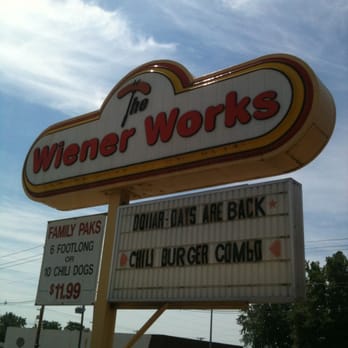 The
Wiener Works
DOllAR-DAYS ARE BACK
CHILI BURGER COMbO
FAMILY PAKS
6 FOOTLONG
OR
10 CHILI DOGS
$11.99